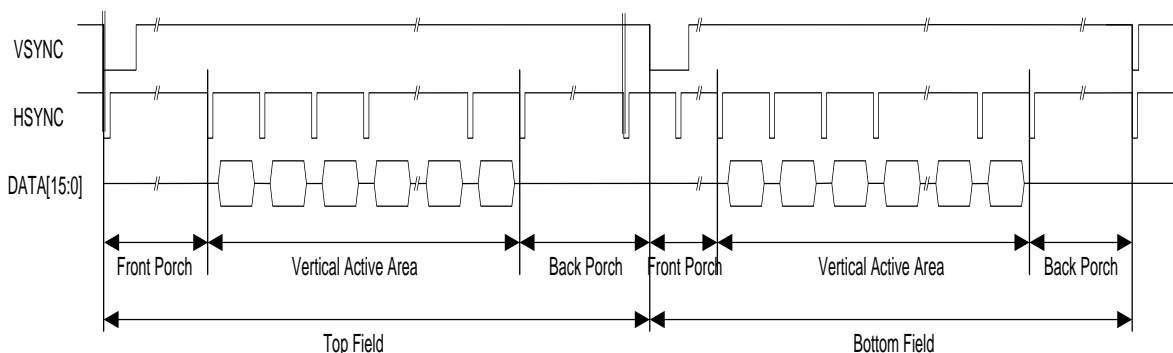 VSYNC
HSYNC
DATA[15:0]
Front Porch
Vertical Active Area
Back Porch
Front Porch
Vertical Active Area
Back Porch
Top Field
Bottom Field